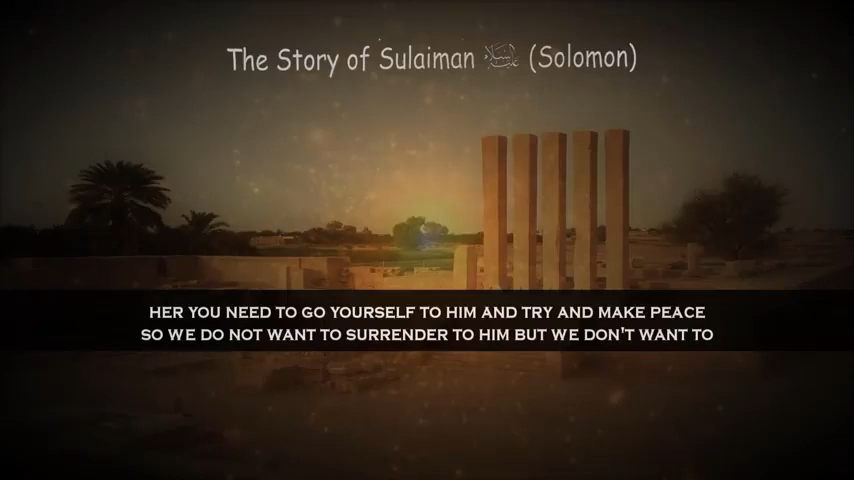 The Story of Sulaiman عليه السلام (Solomon)
HER YOU NEED TO GO YOURSELF TO HIM AND TRY AND MAKE PEACE
SO WE DO NOT WANT TO SURRENDER TO HIM BUT WE DON'T WANT TO